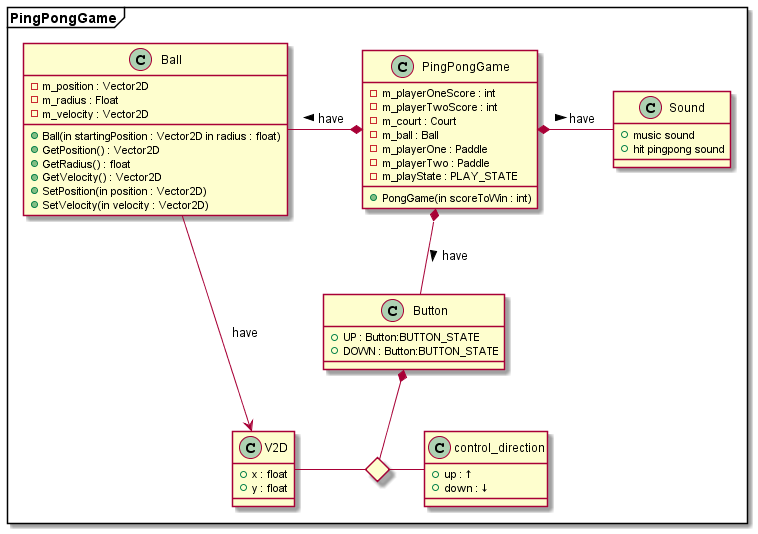 PingPongGame
C Ball
m_position : Vector2D
m_radius : Float
m_velocity : Vector2D
Ball(in startingPosition : Vector2D in radius : float)
GetPosition() : Vector2D
GetRadius() : float
GetVelocity() : Vector2D
SetPosition(in position : Vector2D)
SetVelocity(in velocity : Vector2D)
have
C PingPongGame
m_playerOneScore : int
m_playerTwoScore : int
m_court : Court
m_ball : Ball
m_playerOne : Paddle
m_playerTwo : Paddle
m_playState : PLAY_STATE
PongGame(in scoreToWin : int)
have
C Sound
music sound
hit pingpong sound
have
C Button
UP : Button:BUTTON_STATE
DOWN : Button:BUTTON_STATE
have
C V2D
x : float
y : float
C control_direction
up : ↑
down : ↓